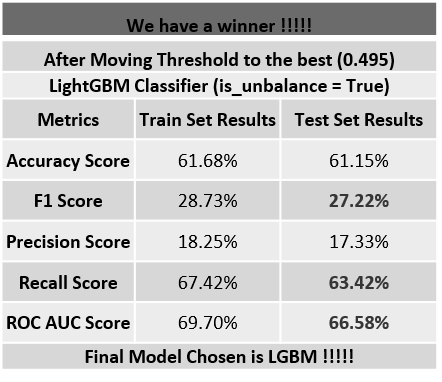 We have a winner !!!!!
After Moving Threshold to the best (0.495)
LightGBM Classifier (is_unbalance = True)
Metrics Train Set Results Test Set Results
Accuracy Score 61.68% 61.15%
F1 Score 28.73% 27.22%
Precision Score 18.25% 17.33%
Recall Score 67.42% 63.42%
ROC AUC Score 69.70% 66.58%
Final Model Chosen is LGBM !!!!!